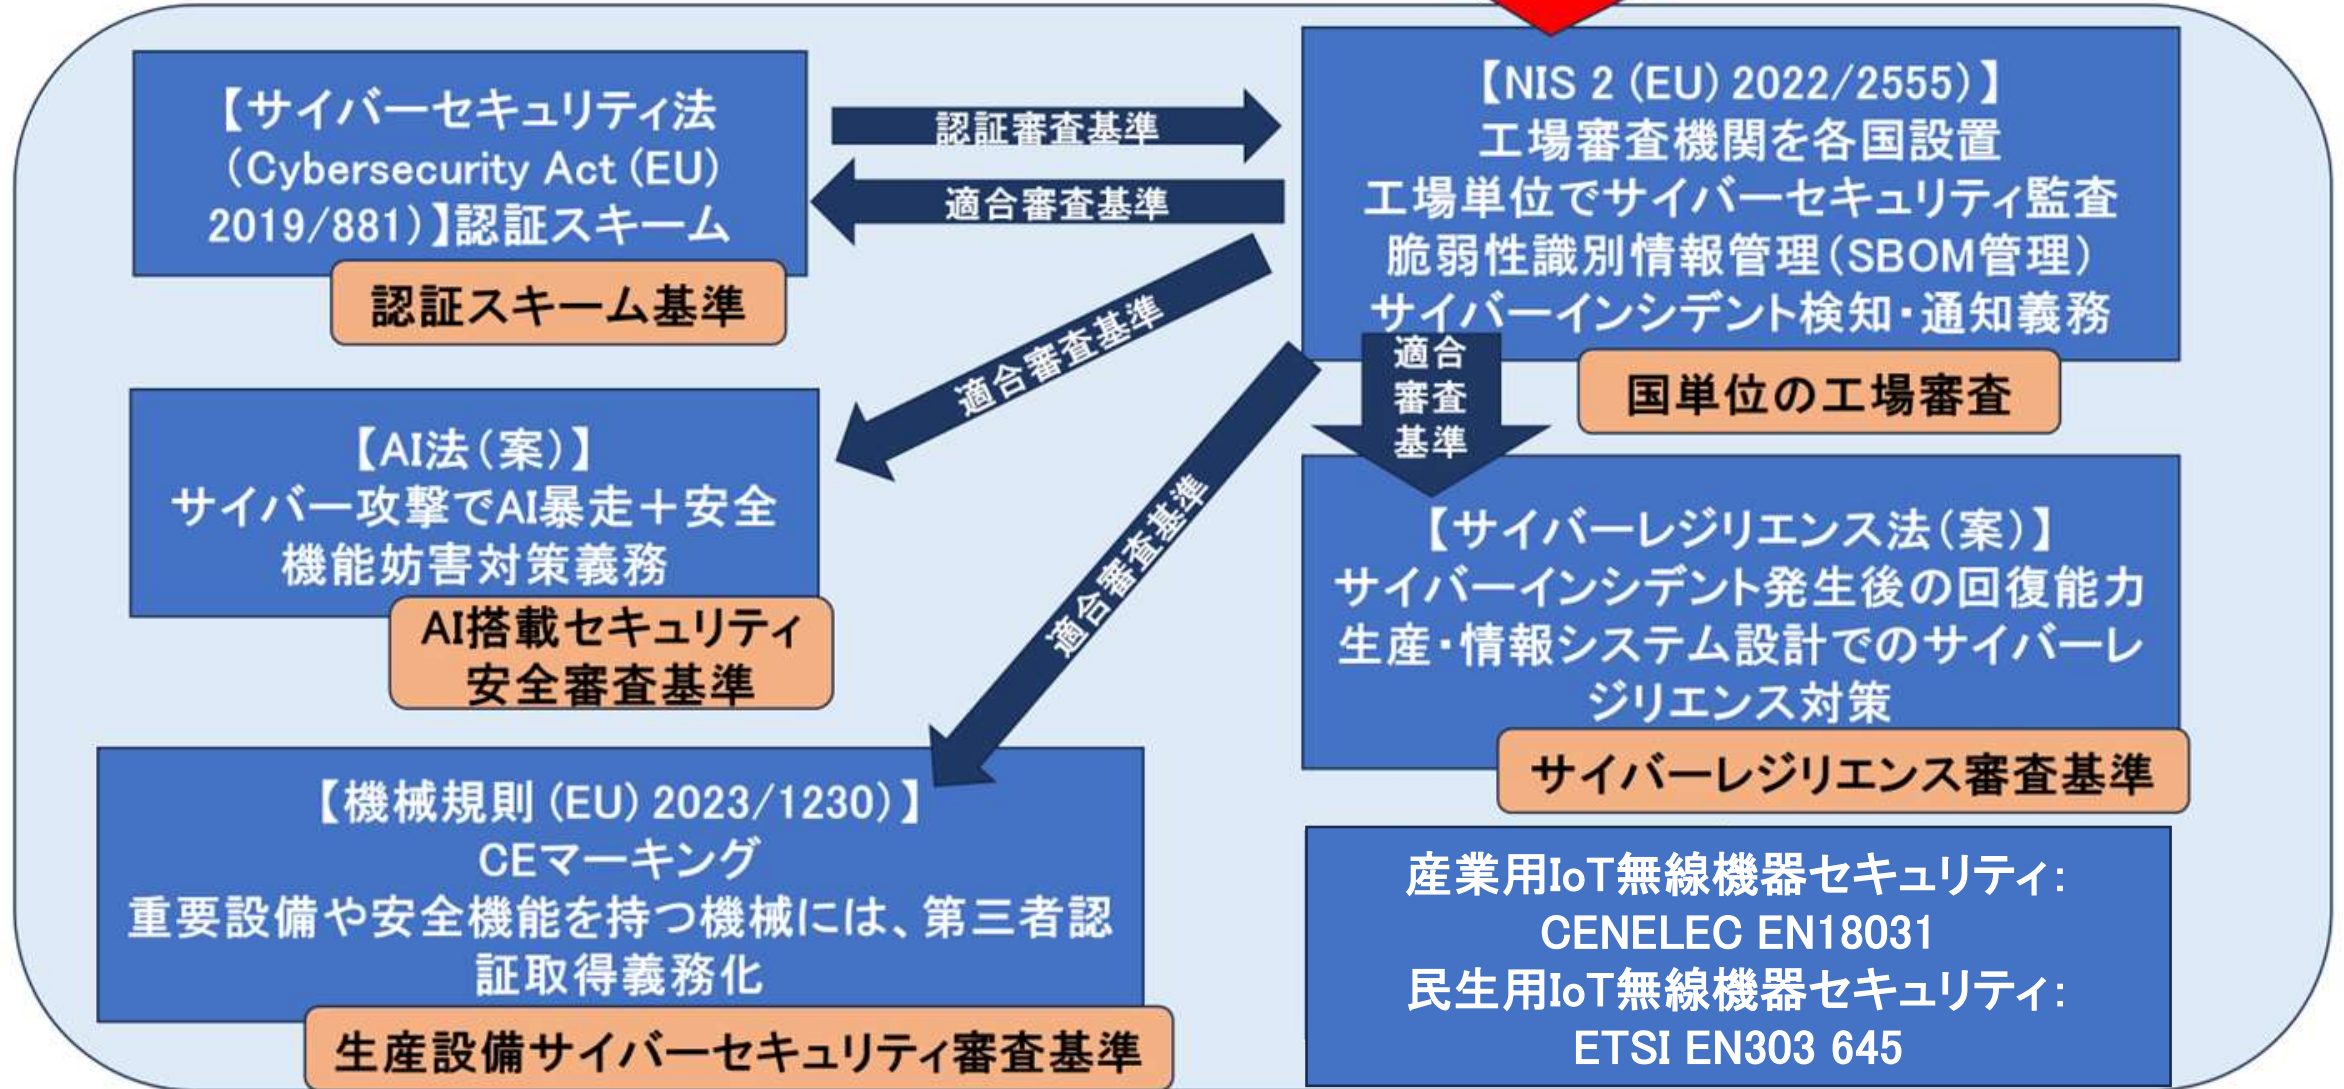 【サイバーセキュリティ法
（Cybersecurity Act (EU)
2019/881）】認証スキーム
認証スキーム基準
認証審査基準
適合審査基準
【NIS 2 (EU) 2022/2555)】
工場審査機関を各国設置
工場単位でサイバーセキュリティ監査
脆弱性識別情報管理（SBOM管理）
サイバーインシデント検知・通知義務
国単位の工場審査
適合審査基準
適合審査基準
適合
審査
基準
【AI法（案）】
サイバー攻撃でAI暴走＋安全
機能妨害対策義務
AI搭載セキュリティ
安全審査基準
【サイバーレジリエンス法（案）】
サイバーインシデント発生後の回復能力
生産・情報システム設計でのサイバーレ
ジリエンス対策
サイバーレジリエンス審査基準
【機械規則 (EU) 2023/1230)】
CEマーキング
重要設備や安全機能を持つ機械には、第三者認
証取得義務化
生産設備サイバーセキュリティ審査基準
産業用IoT無線機器セキュリティ：
CENELEC EN18031
民生用IoT無線機器セキュリティ：
ETSI EN303 645